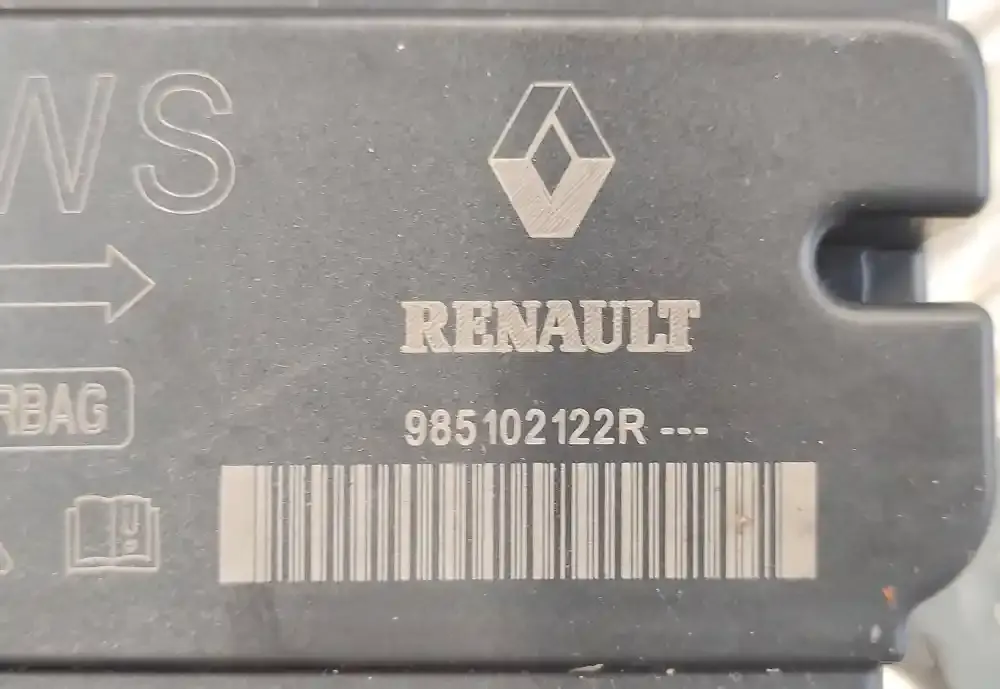 WS
RENAULT
RBAG
985102122R ---